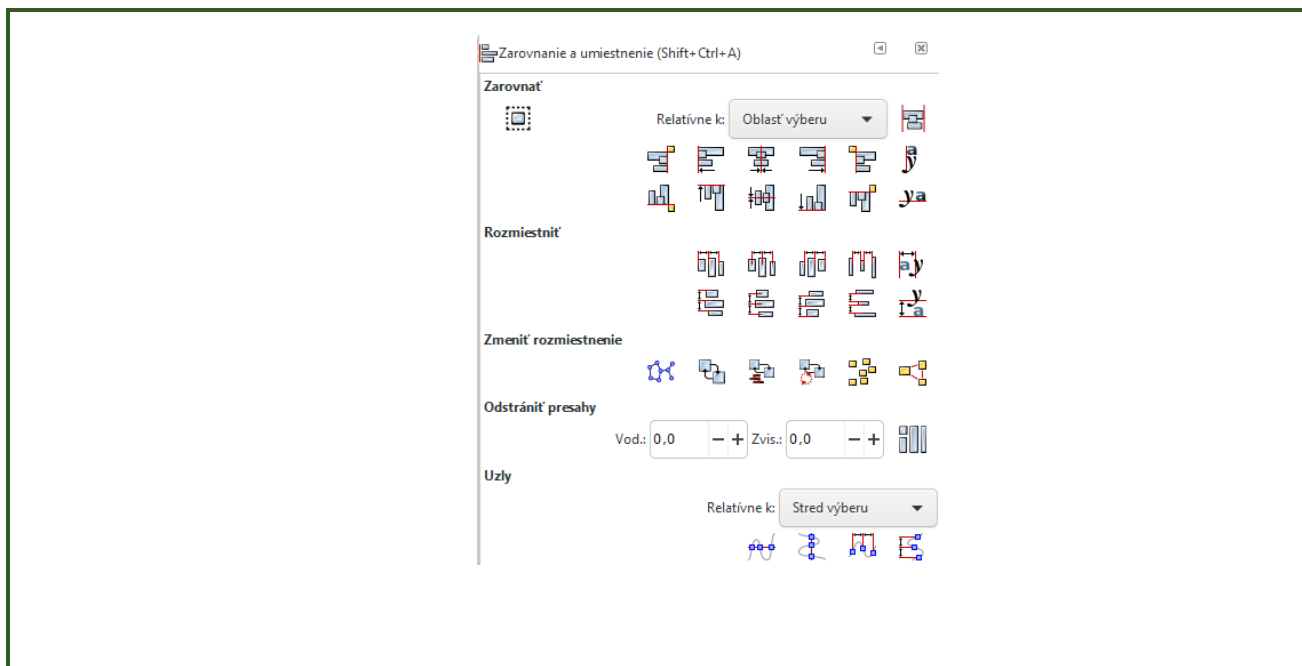 Zarovnanie a umiestnenie (Shift+Ctrl+A)
Zarovnať
Relatívne k: Oblasť výberu
Rozmiestniť
Zmeniť rozmiestnenie
Odstrániť presahy
Vod.: 0,0 − + Zvis.: 0,0 − +
Uzly
Relatívne k: Stred výberu